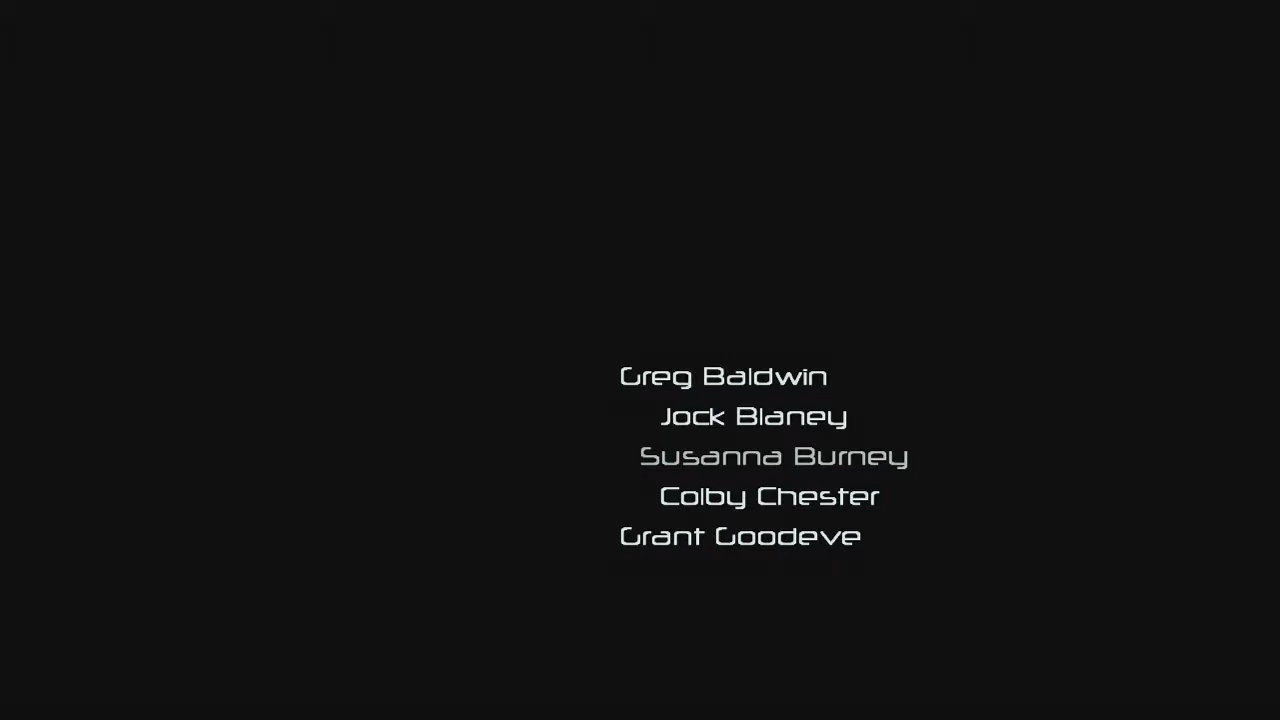 Greg Baldwin
Jock Blaney
Susanna Burney
Colby Chester
Grant Goodeve